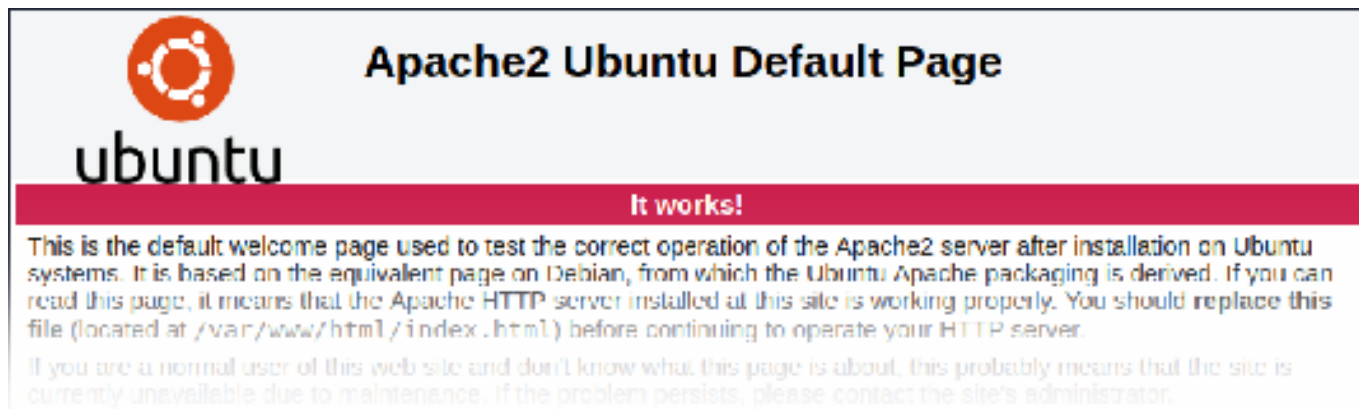 ubuntu
Apache2 Ubuntu Default Page
It works!
This is the default welcome page used to test the correct operation of the Apache2 server after installation on Ubuntu
systems. It is based on the equivalent page on Debian, from which the Ubuntu Apache packaging is derived. If you can
read this page, it means that the Apache HTTP server installed at this site is working properly. You should replace this
file (located at /var/www/html/index.html) before continuing to operate your HTTP server.
If you are a normal user of this web site and don't know what this page is about, this probably means that the site is
currently unavailable due to maintenance. If the problem persists, please contact the site's administrator.